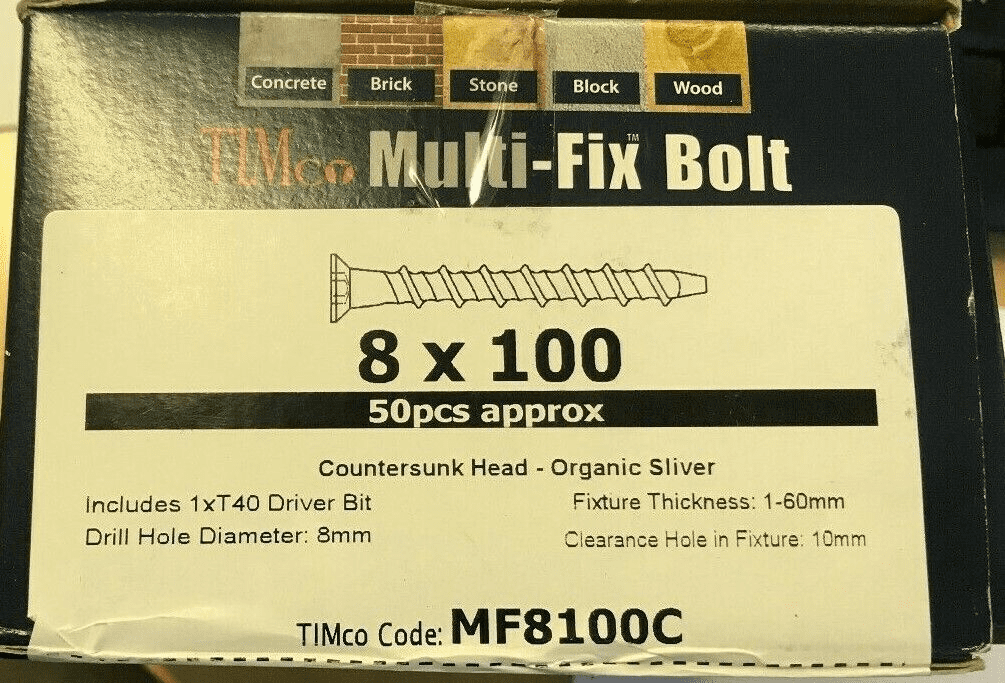 Concrete Brick Stone Block Wood
TIMco Multi-Fix™ Bolt
8 x 100
50pcs approx
Countersunk Head - Organic Sliver
Includes 1xT40 Driver Bit Fixture Thickness: 1-60mm
Drill Hole Diameter: 8mm Clearance Hole in Fixture: 10mm
TIMco Code: MF8100C